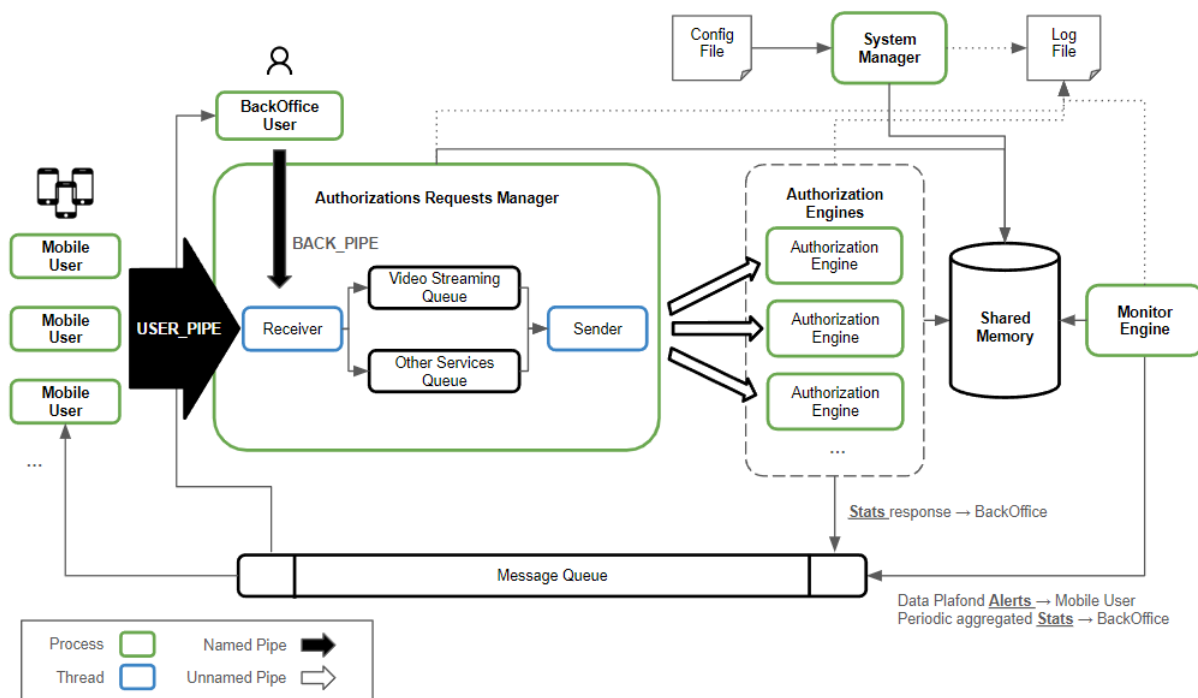 Config
File
System
Manager
Log
File
BackOffice
User
Authorizations Requests Manager
BACK_PIPE
Authorization
Engines
Mobile
User
Mobile
User
Mobile
User
...
USER_PIPE
Receiver
Video Streaming
Queue
Other Services
Queue
Sender
Authorization
Engine
Authorization
Engine
Authorization
Engine
...
Shared
Memory
Monitor
Engine
Stats response → BackOffice
Message Queue
Data Plafond Alerts → Mobile User
Periodic aggregated Stats → BackOffice
Process
Named Pipe
Thread
Unnamed Pipe